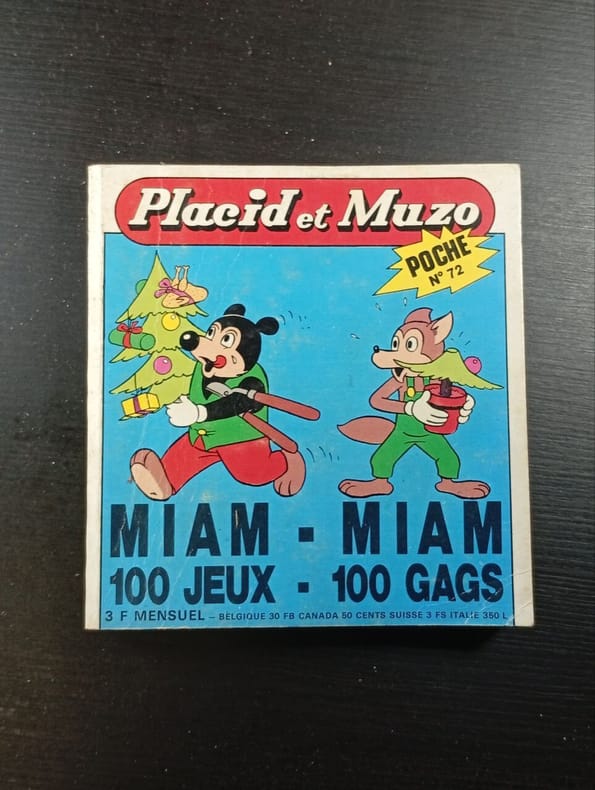 Placid et Muzo
POCHE
N° 72
MIAM - MIAM
100 JEUX - 100 GAGS
3 F MENSUEL – BELGIQUE 30 FB CANADA 50 CENTS SUISSE 3 FS ITALIE 350 L